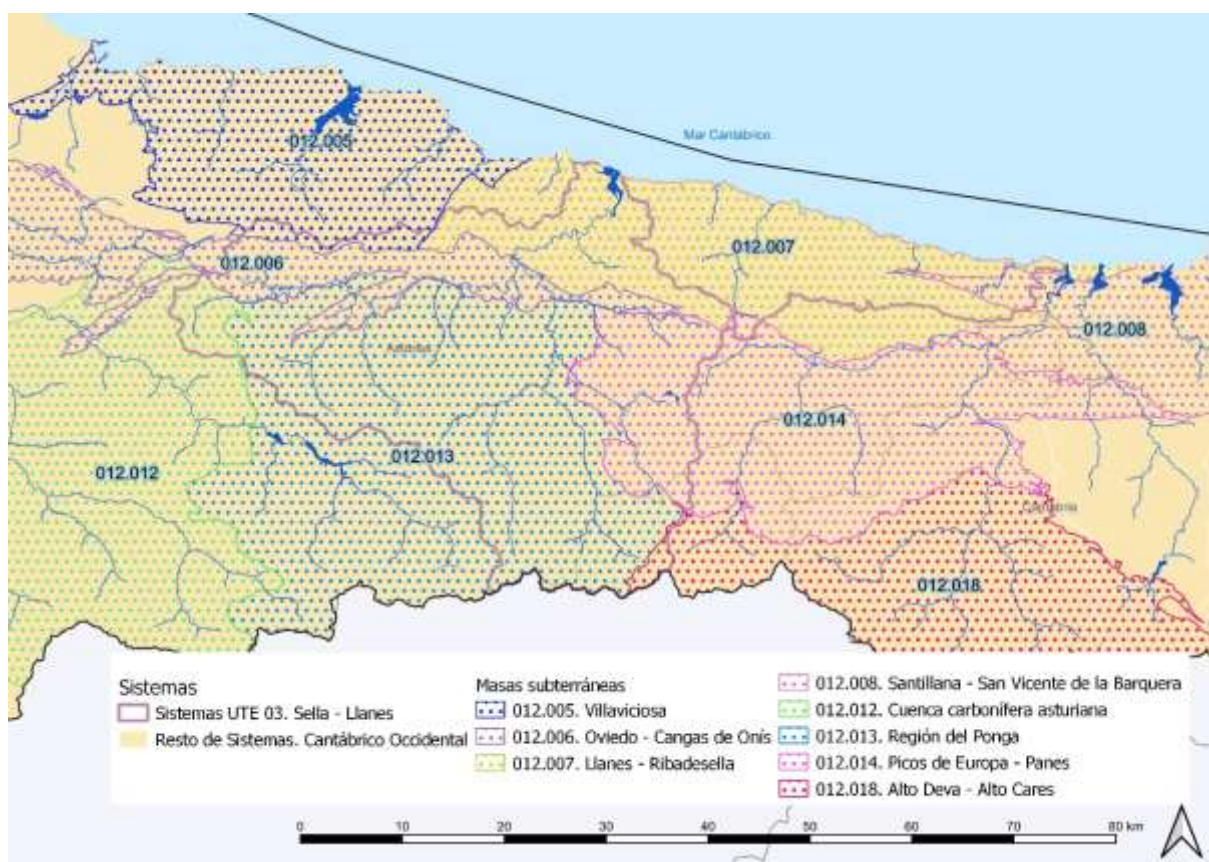 Mar Cantábrico
012.005
012.006
012.007
012.008
012.014
012.013
012.012
Cantabria
012.018
Sistemas
Sistemas UTE 03. Sella - Llanes
Resto de Sistemas. Cantábrico Occidental
Masas subterráneas
012.005. Villaviciosa
012.006. Oviedo - Cangas de Onís
012.007. Llanes - Ribadesella
012.008. Santillana - San Vicente de la Barquera
012.012. Cuenca carbonífera asturiana
012.013. Región del Ponga
012.014. Picos de Europa - Panes
012.018. Alto Deva - Alto Cares
0 10 20 30 40 50 60 70 80 km